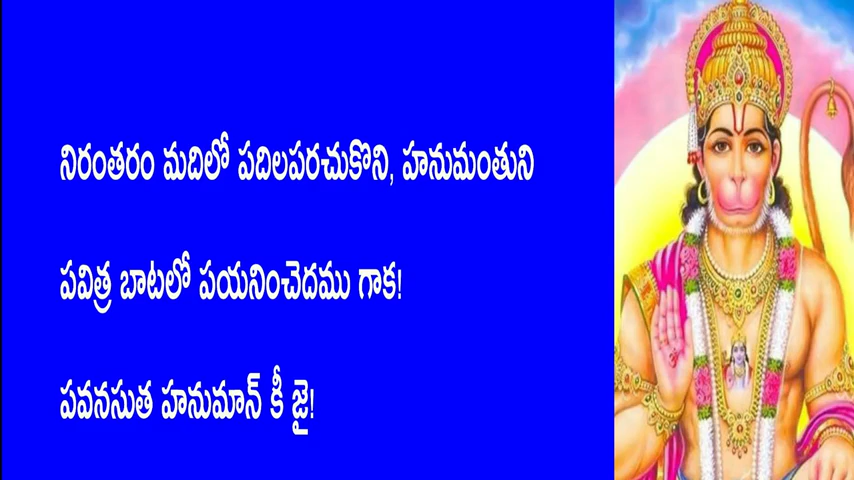 నిరంతరం మదిలో పదిలపరచుకొని, హనుమంతుని
పవిత్ర బాటలో పయనించెదము గాక!
పవనసుత హనుమాన్ కీ జై!